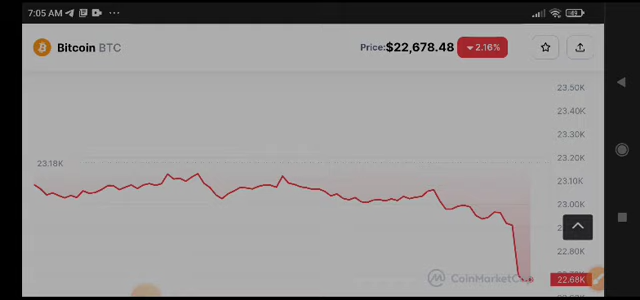 7:05 AM
Bitcoin BTC
Price:$22,678.48 2.16%
23.50K
23.40K
23.30K
23.20K
23.18K
23.10K
23.00K
22.80K
CoinMarketCap
22.68K